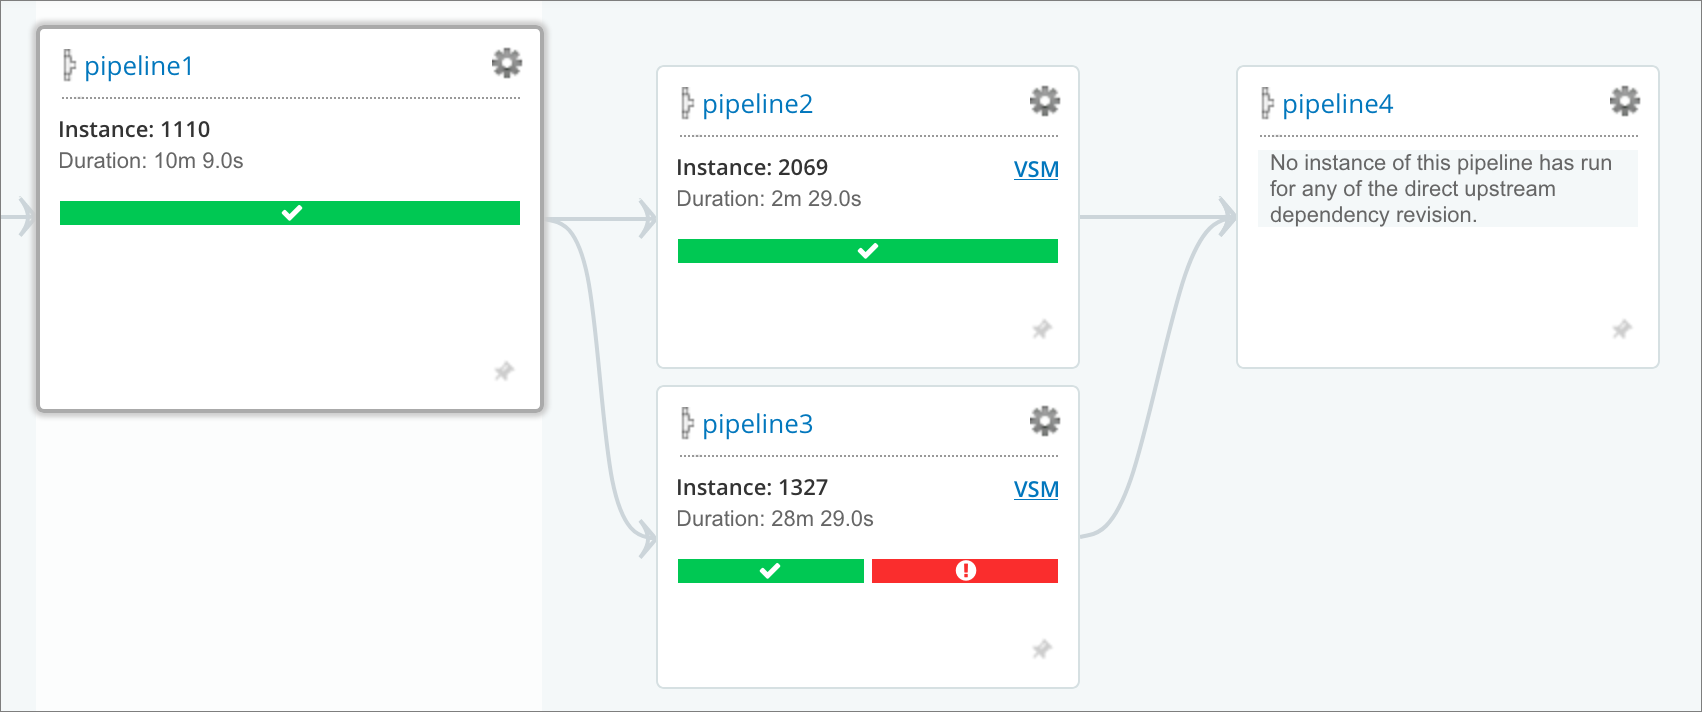 pipeline1
Instance: 1110
Duration: 10m 9.0s
pipeline2
Instance: 2069
VSM
Duration: 2m 29.0s
pipeline3
Instance: 1327
VSM
Duration: 28m 29.0s
pipeline4
No instance of this pipeline has run
for any of the direct upstream
dependency revision.